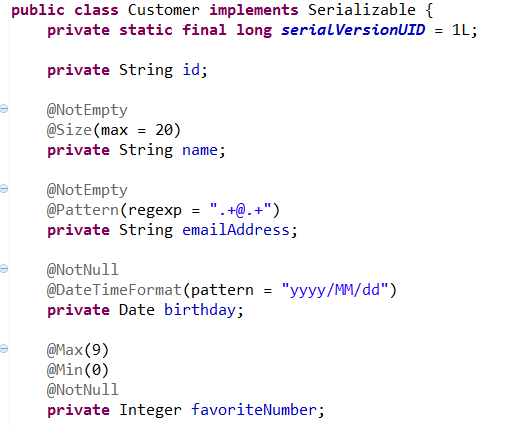 public class Customer implements Serializable {
private static final long serialVersionUID = 1L;
private String id;
@NotEmpty
@Size(max = 20)
private String name;
@NotEmpty
@Pattern(regexp = ".+@.+")
private String emailAddress;
@NotNull
@DateTimeFormat(pattern = "yyyy/MM/dd")
private Date birthday;
@Max(9)
@Min(0)
@NotNull
private Integer favoriteNumber;